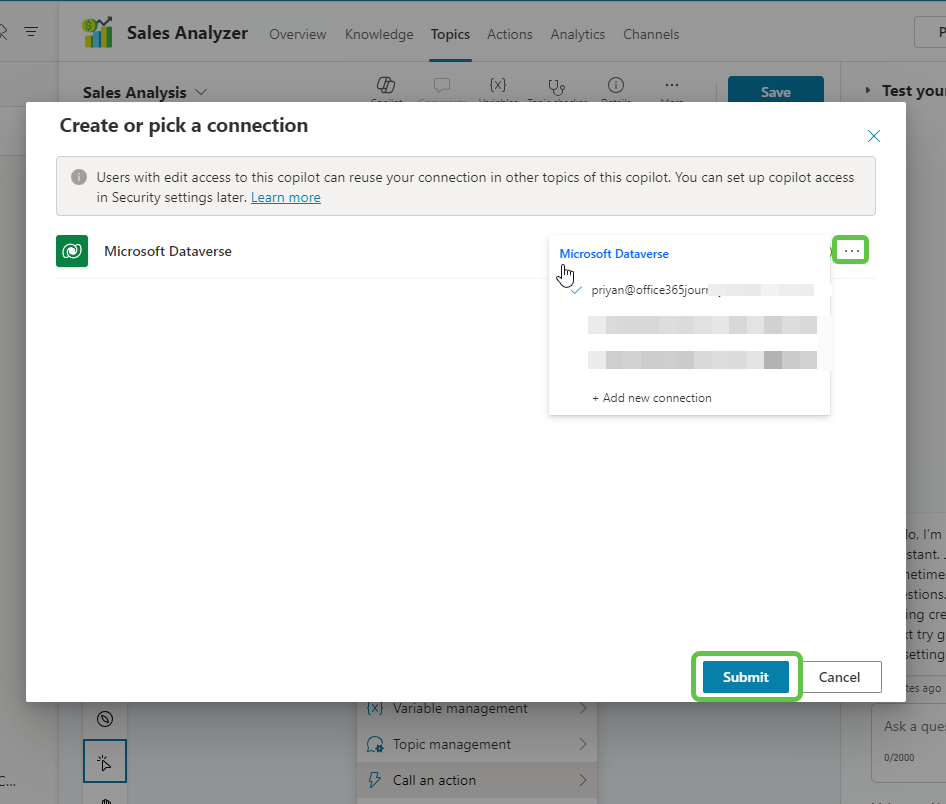 Sales Analyzer
Overview
Knowledge
Topics
Actions
Analytics
Channels
Sales Analysis
Save
Test your
Create or pick a connection
Users with edit access to this copilot can reuse your connection in other topics of this copilot. You can set up copilot access
in Security settings later. Learn more
Microsoft Dataverse
Microsoft Dataverse
...
priyan@office365jour
+ Add new connection
lo, I'm
stant.
netime
stions.
ing cre
xt try g
setting
Submit
Cancel
tes ago
{x} Variable management
Topic management
Call an action
Ask a que
0/2000
C...